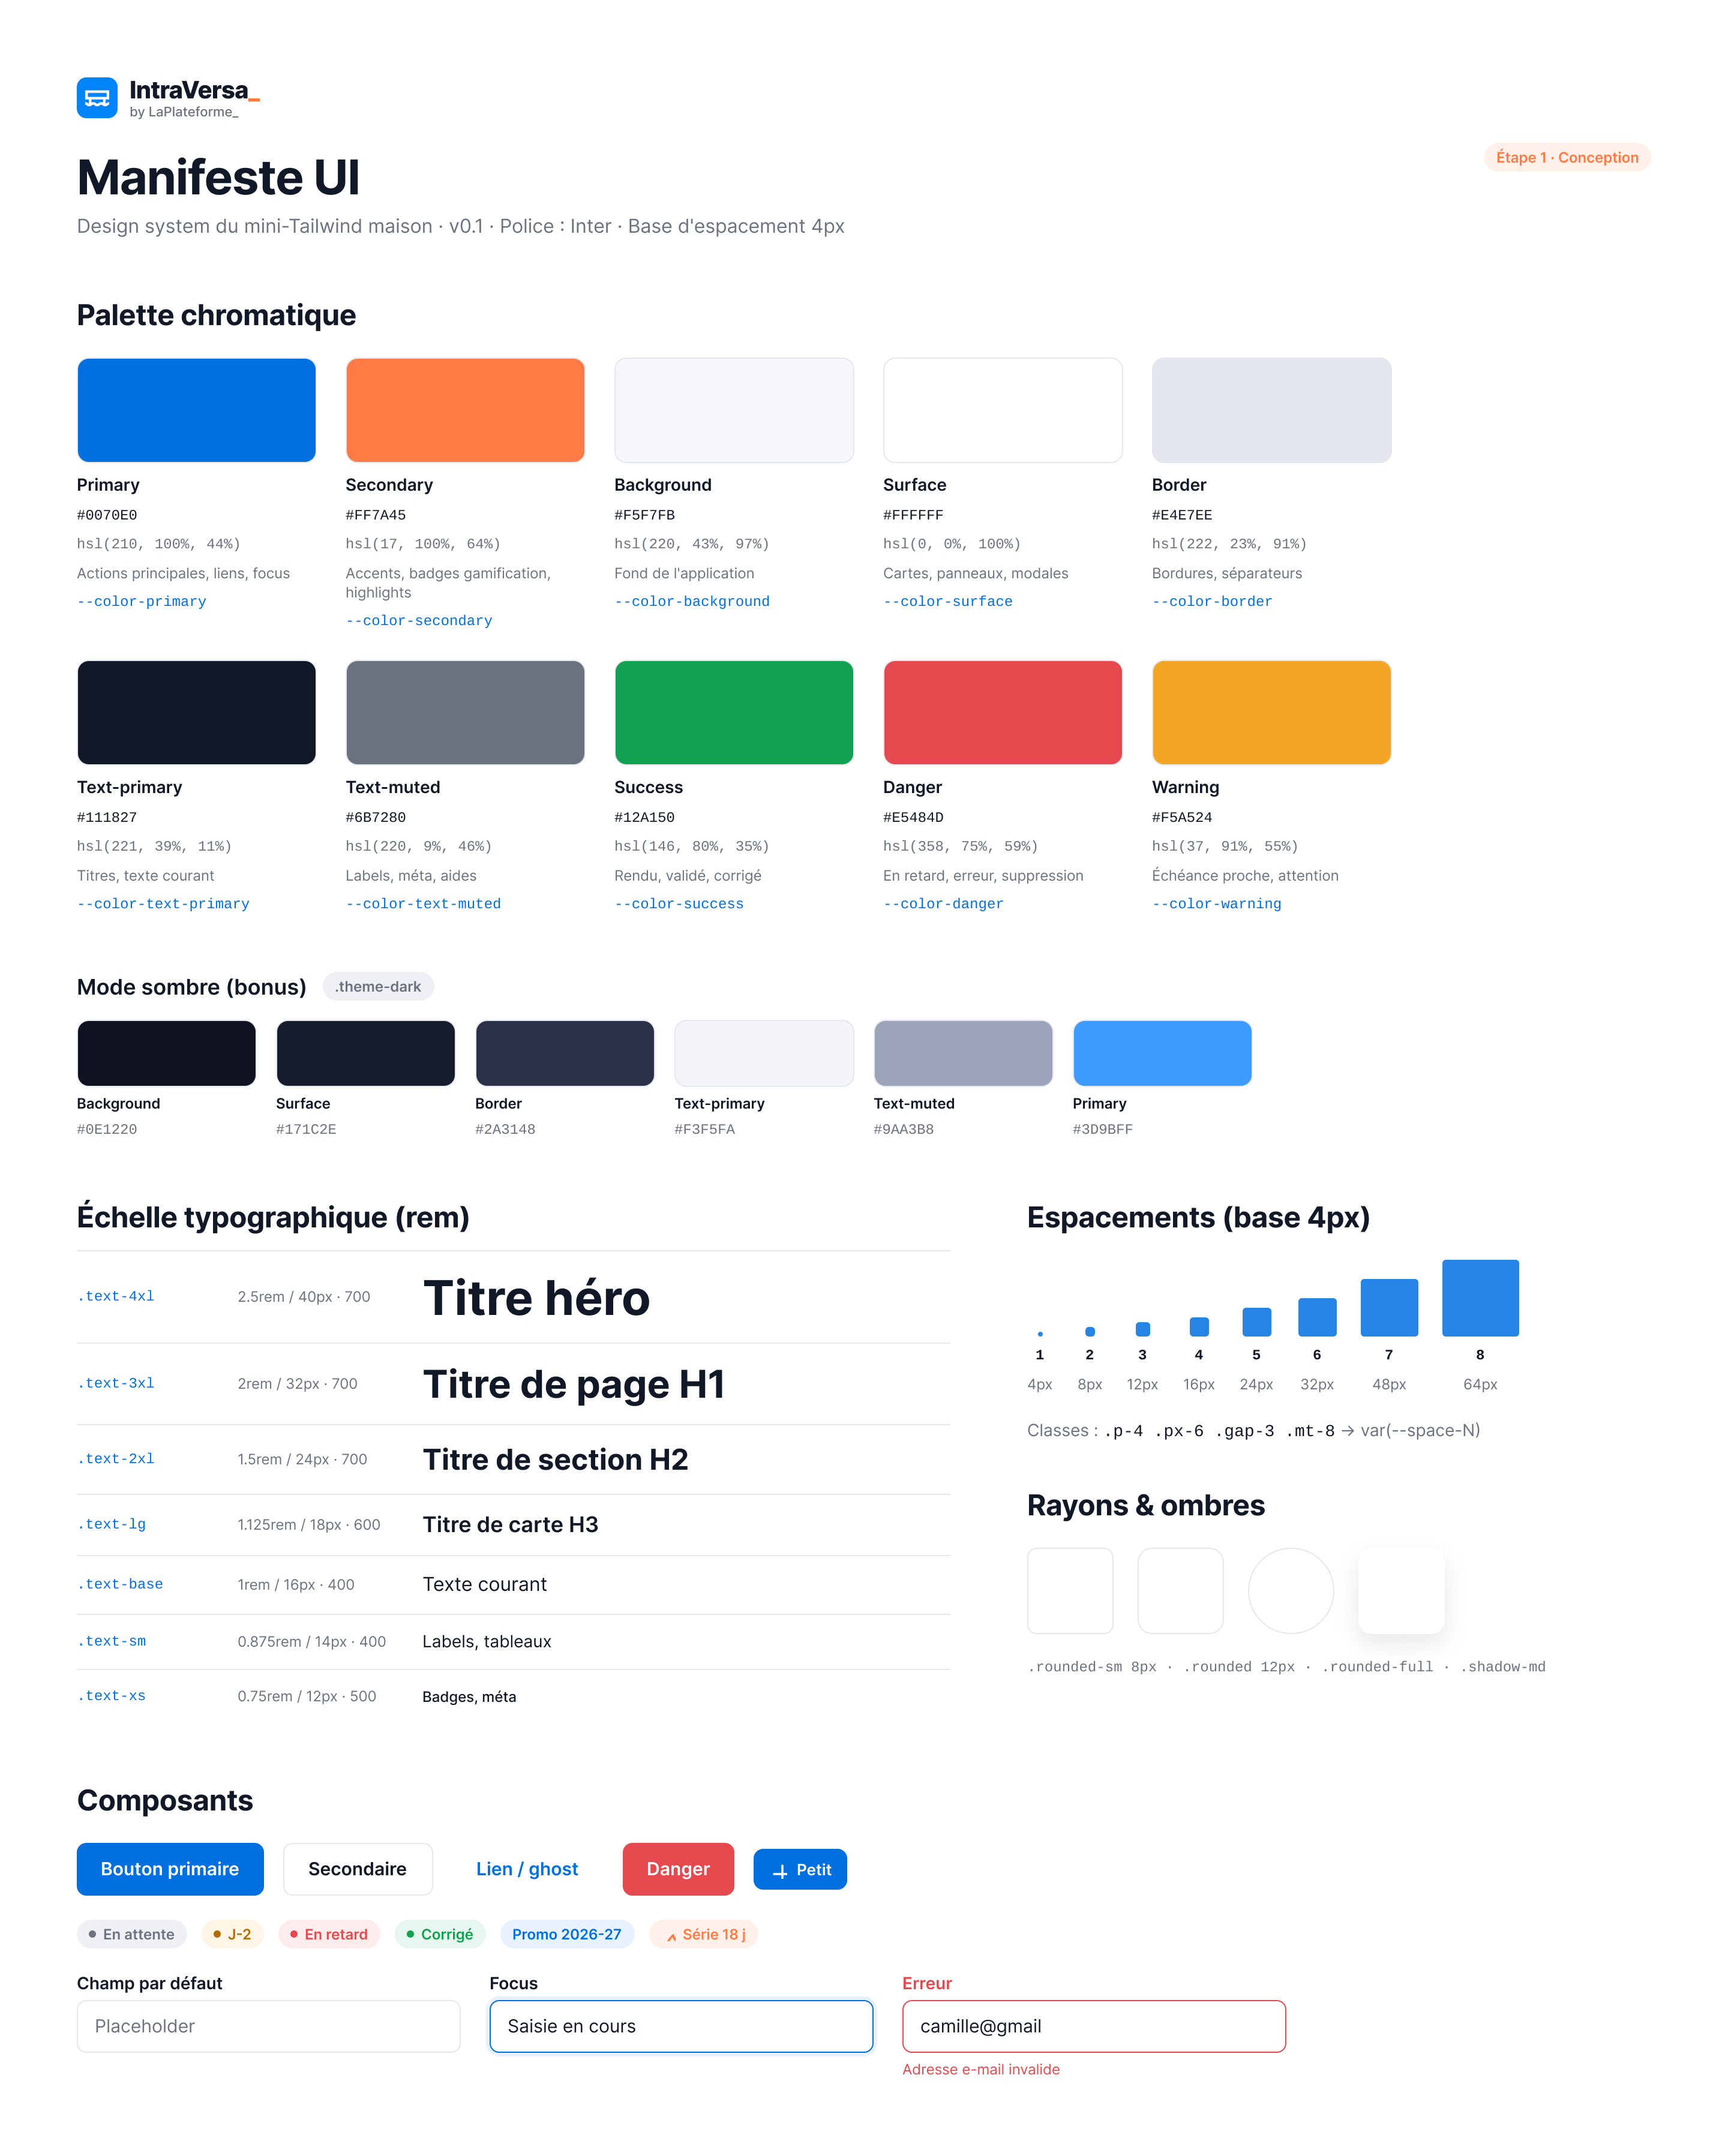 IntraVersa_
by LaPlateforme_
Manifeste UI
Étape 1 · Conception
Design system du mini-Tailwind maison · v0.1 · Police : Inter · Base d'espacement 4px
Palette chromatique
Primary
#0070E0
hsl(210, 100%, 44%)
Actions principales, liens, focus
--color-primary
Secondary
#FF7A45
hsl(17, 100%, 64%)
Accents, badges gamification,
highlights
--color-secondary
Background
#F5F7FB
hsl(220, 43%, 97%)
Fond de l'application
--color-background
Surface
#FFFFFF
hsl(0, 0%, 100%)
Cartes, panneaux, modales
--color-surface
Border
#E4E7EE
hsl(222, 23%, 91%)
Bordures, séparateurs
--color-border
Text-primary
#111827
hsl(221, 39%, 11%)
Titres, texte courant
--color-text-primary
Text-muted
#6B7280
hsl(220, 9%, 46%)
Labels, méta, aides
--color-text-muted
Success
#12A150
hsl(146, 80%, 35%)
Rendu, validé, corrigé
--color-success
Danger
#E5484D
hsl(358, 75%, 59%)
En retard, erreur, suppression
--color-danger
Warning
#F5A524
hsl(37, 91%, 55%)
Échéance proche, attention
--color-warning
Mode sombre (bonus)
.theme-dark
Background
#0E1220
Surface
#171C2E
Border
#2A3148
Text-primary
#F3F5FA
Text-muted
#9AA3B8
Primary
#3D9BFF
Échelle typographique (rem)
.text-4xl 2.5rem / 40px · 700 Titre héro
.text-3xl 2rem / 32px · 700 Titre de page H1
.text-2xl 1.5rem / 24px · 700 Titre de section H2
.text-lg 1.125rem / 18px · 600 Titre de carte H3
.text-base 1rem / 16px · 400 Texte courant
.text-sm 0.875rem / 14px · 400 Labels, tableaux
.text-xs 0.75rem / 12px · 500 Badges, méta
Espacements (base 4px)
1 2 3 4 5 6 7 8
4px 8px 12px 16px 24px 32px 48px 64px
Classes : .p-4 .px-6 .gap-3 .mt-8 → var(--space-N)
Rayons & ombres
.rounded-sm 8px · .rounded 12px · .rounded-full · .shadow-md
Composants
Bouton primaire Secondaire Lien / ghost Danger Petit
En attente J-2 En retard Corrigé Promo 2026-27 Série 18 j
Champ par défaut
Placeholder
Focus
Saisie en cours
Erreur
camille@gmail
Adresse e-mail invalide